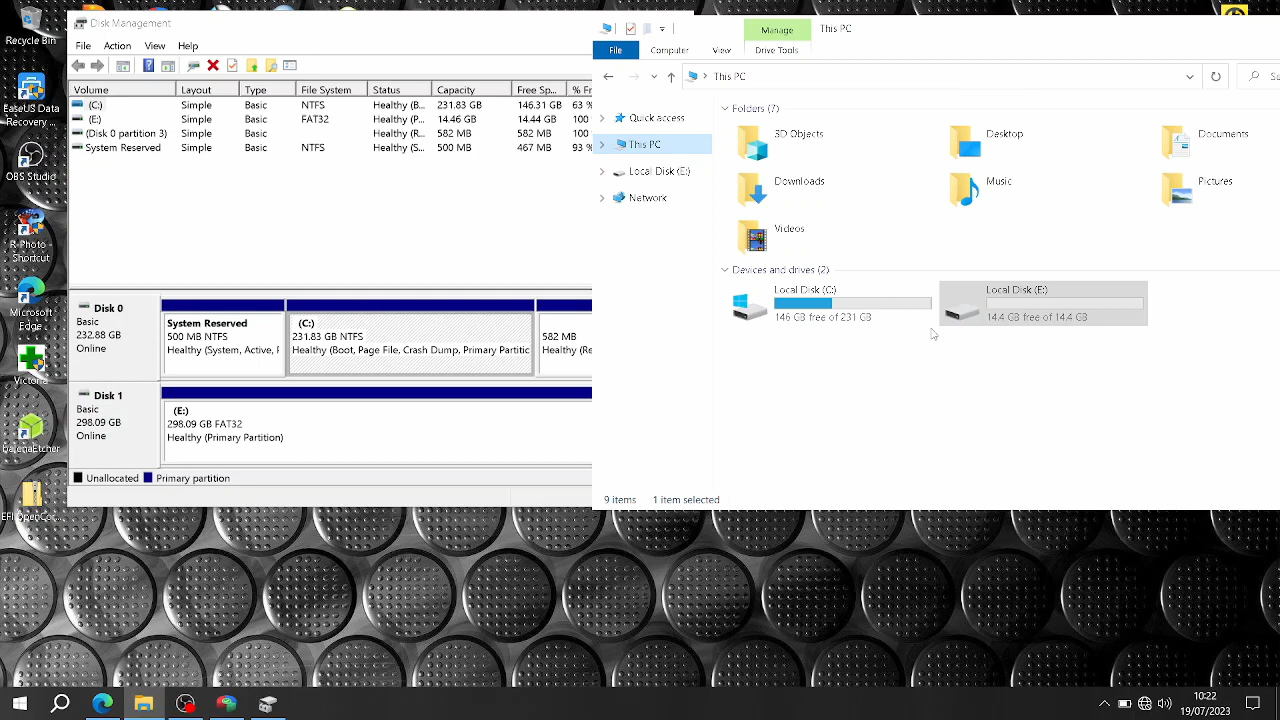 Recycle Bin
Data Recovery
OBS Studio
Victoria
Victoria
balenaEtcher
EFIOpenCor...
Disk Management
File Action View Help
Volume Layout Type File System Status Capacity Free Sp... % Fr
(C:) Simple Basic NTFS Healthy (B... 231.83 GB 146.31 GB 63 %
(E:) Simple Basic FAT32 Healthy (P... 14.46 GB 14.44 GB 100
(Disk 0 partition 3) Simple Basic Healthy (R... 582 MB 582 MB 100
System Reserved Simple Basic NTFS Healthy (S... 500 MB 467 MB 93 %
Disk 0
Basic
232.88 GB
Online
System Reserved
500 MB NTFS
Healthy (System, Active, F
(C:)
231.83 GB NTFS
Healthy (Boot, Page File, Crash Dump, Primary Partitic
582 MB
Healthy (Re
Disk 1
Basic
298.09 GB
Online
(E:)
298.09 GB FAT32
Healthy (Primary Partition)
Unallocated Primary partition
Manage This PC
File Computer View Drive Tools
This PC
Quick access
This PC
Local Disk (E:)
Network
Folders (7)
3D Objects Desktop Documents
Downloads Music Pictures
Videos
Devices and drives (2)
Local Disk (C:)
146 GB free of 231 GB
Local Disk (E:)
14.4 GB free of 14.4 GB
9 items 1 item selected
10:22
19/07/2023